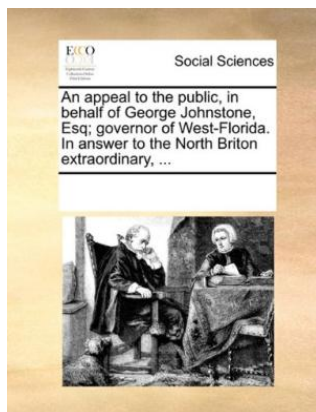 ECCO
Social Sciences
An appeal to the public, in
behalf of George Johnstone,
Esq; governor of West-Florida.
In answer to the North Briton
extraordinary, ...